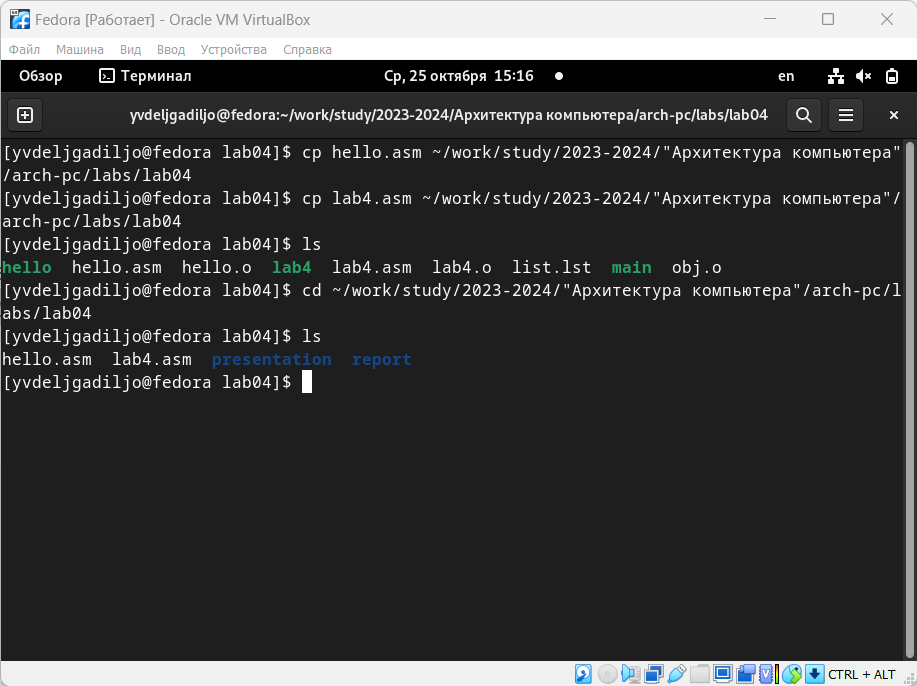 Fedora [Работает] - Oracle VM VirtualBox
Файл Машина Вид Ввод Устройства Справка
Обзор Терминал Ср, 25 октября 15:16 en
yvdeljgadiljo@fedora:~/work/study/2023-2024/Архитектура компьютера/arch-pc/labs/lab04
[yvdeljgadiljo@fedora lab04]$ cp hello.asm ~/work/study/2023-2024/"Архитектура компьютера"
/arch-pc/labs/lab04
[yvdeljgadiljo@fedora lab04]$ cp lab4.asm ~/work/study/2023-2024/"Архитектура компьютера"/
arch-pc/labs/lab04
[yvdeljgadiljo@fedora lab04]$ ls
hello hello.asm hello.o lab4 lab4.asm lab4.o list.lst main obj.o
[yvdeljgadiljo@fedora lab04]$ cd ~/work/study/2023-2024/"Архитектура компьютера"/arch-pc/l
abs/lab04
[yvdeljgadiljo@fedora lab04]$ ls
hello.asm lab4.asm presentation report
[yvdeljgadiljo@fedora lab04]$
CTRL + ALT